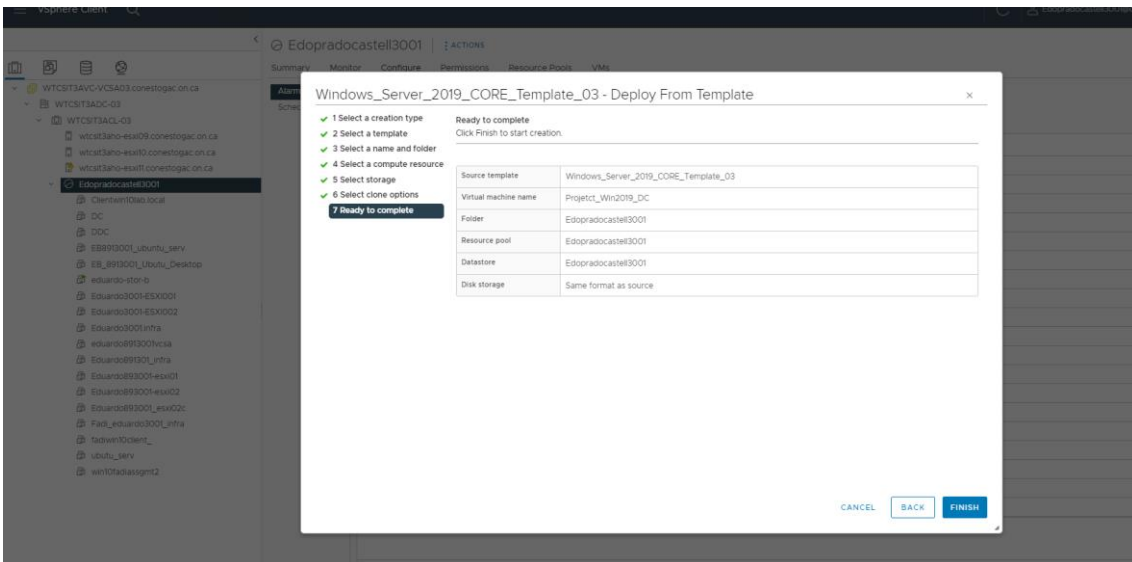 vSphere Client
Edopradocastell3001
ACTIONS
Summary Monitor Configure Permissions Resource Pools VMs
WTCSIT3AVC-VCSA03.conestogac.on.ca
WTCSIT3ADC-03
WTCSIT3ACL-03
wtcsit3aho-esxi09.conestogac.on.ca
wtcsit3aho-esxi10.conestogac.on.ca
wtcsit3aho-esxi11.conestogac.on.ca
Edopradocastell3001
Clientwin10lab.local
DC
DDC
EB8913001_ubuntu_serv
EB_8913001_Ubutu_Desktop
eduardo-stor-b
Eduardo3001-ESXI001
Eduardo3001-ESXI002
Eduardo3001.infra
eduardo8913001vcsa
Eduardo891301_infra
Eduardo893001-esxi01
Eduardo893001-esxi02
Eduardo893001_esxi02c
Fadi_eduardo3001_infra
fadiwin10client_
ubutu_serv
win10fadiassgmt2
Windows_Server_2019_CORE_Template_03 - Deploy From Template
1 Select a creation type
2 Select a template
3 Select a name and folder
4 Select a compute resource
5 Select storage
6 Select clone options
7 Ready to complete
Ready to complete
Click Finish to start creation.
Source template Windows_Server_2019_CORE_Template_03
Virtual machine name Projetct_Win2019_DC
Folder Edopradocastell3001
Resource pool Edopradocastell3001
Datastore Edopradocastell3001
Disk storage Same format as source
CANCEL BACK FINISH